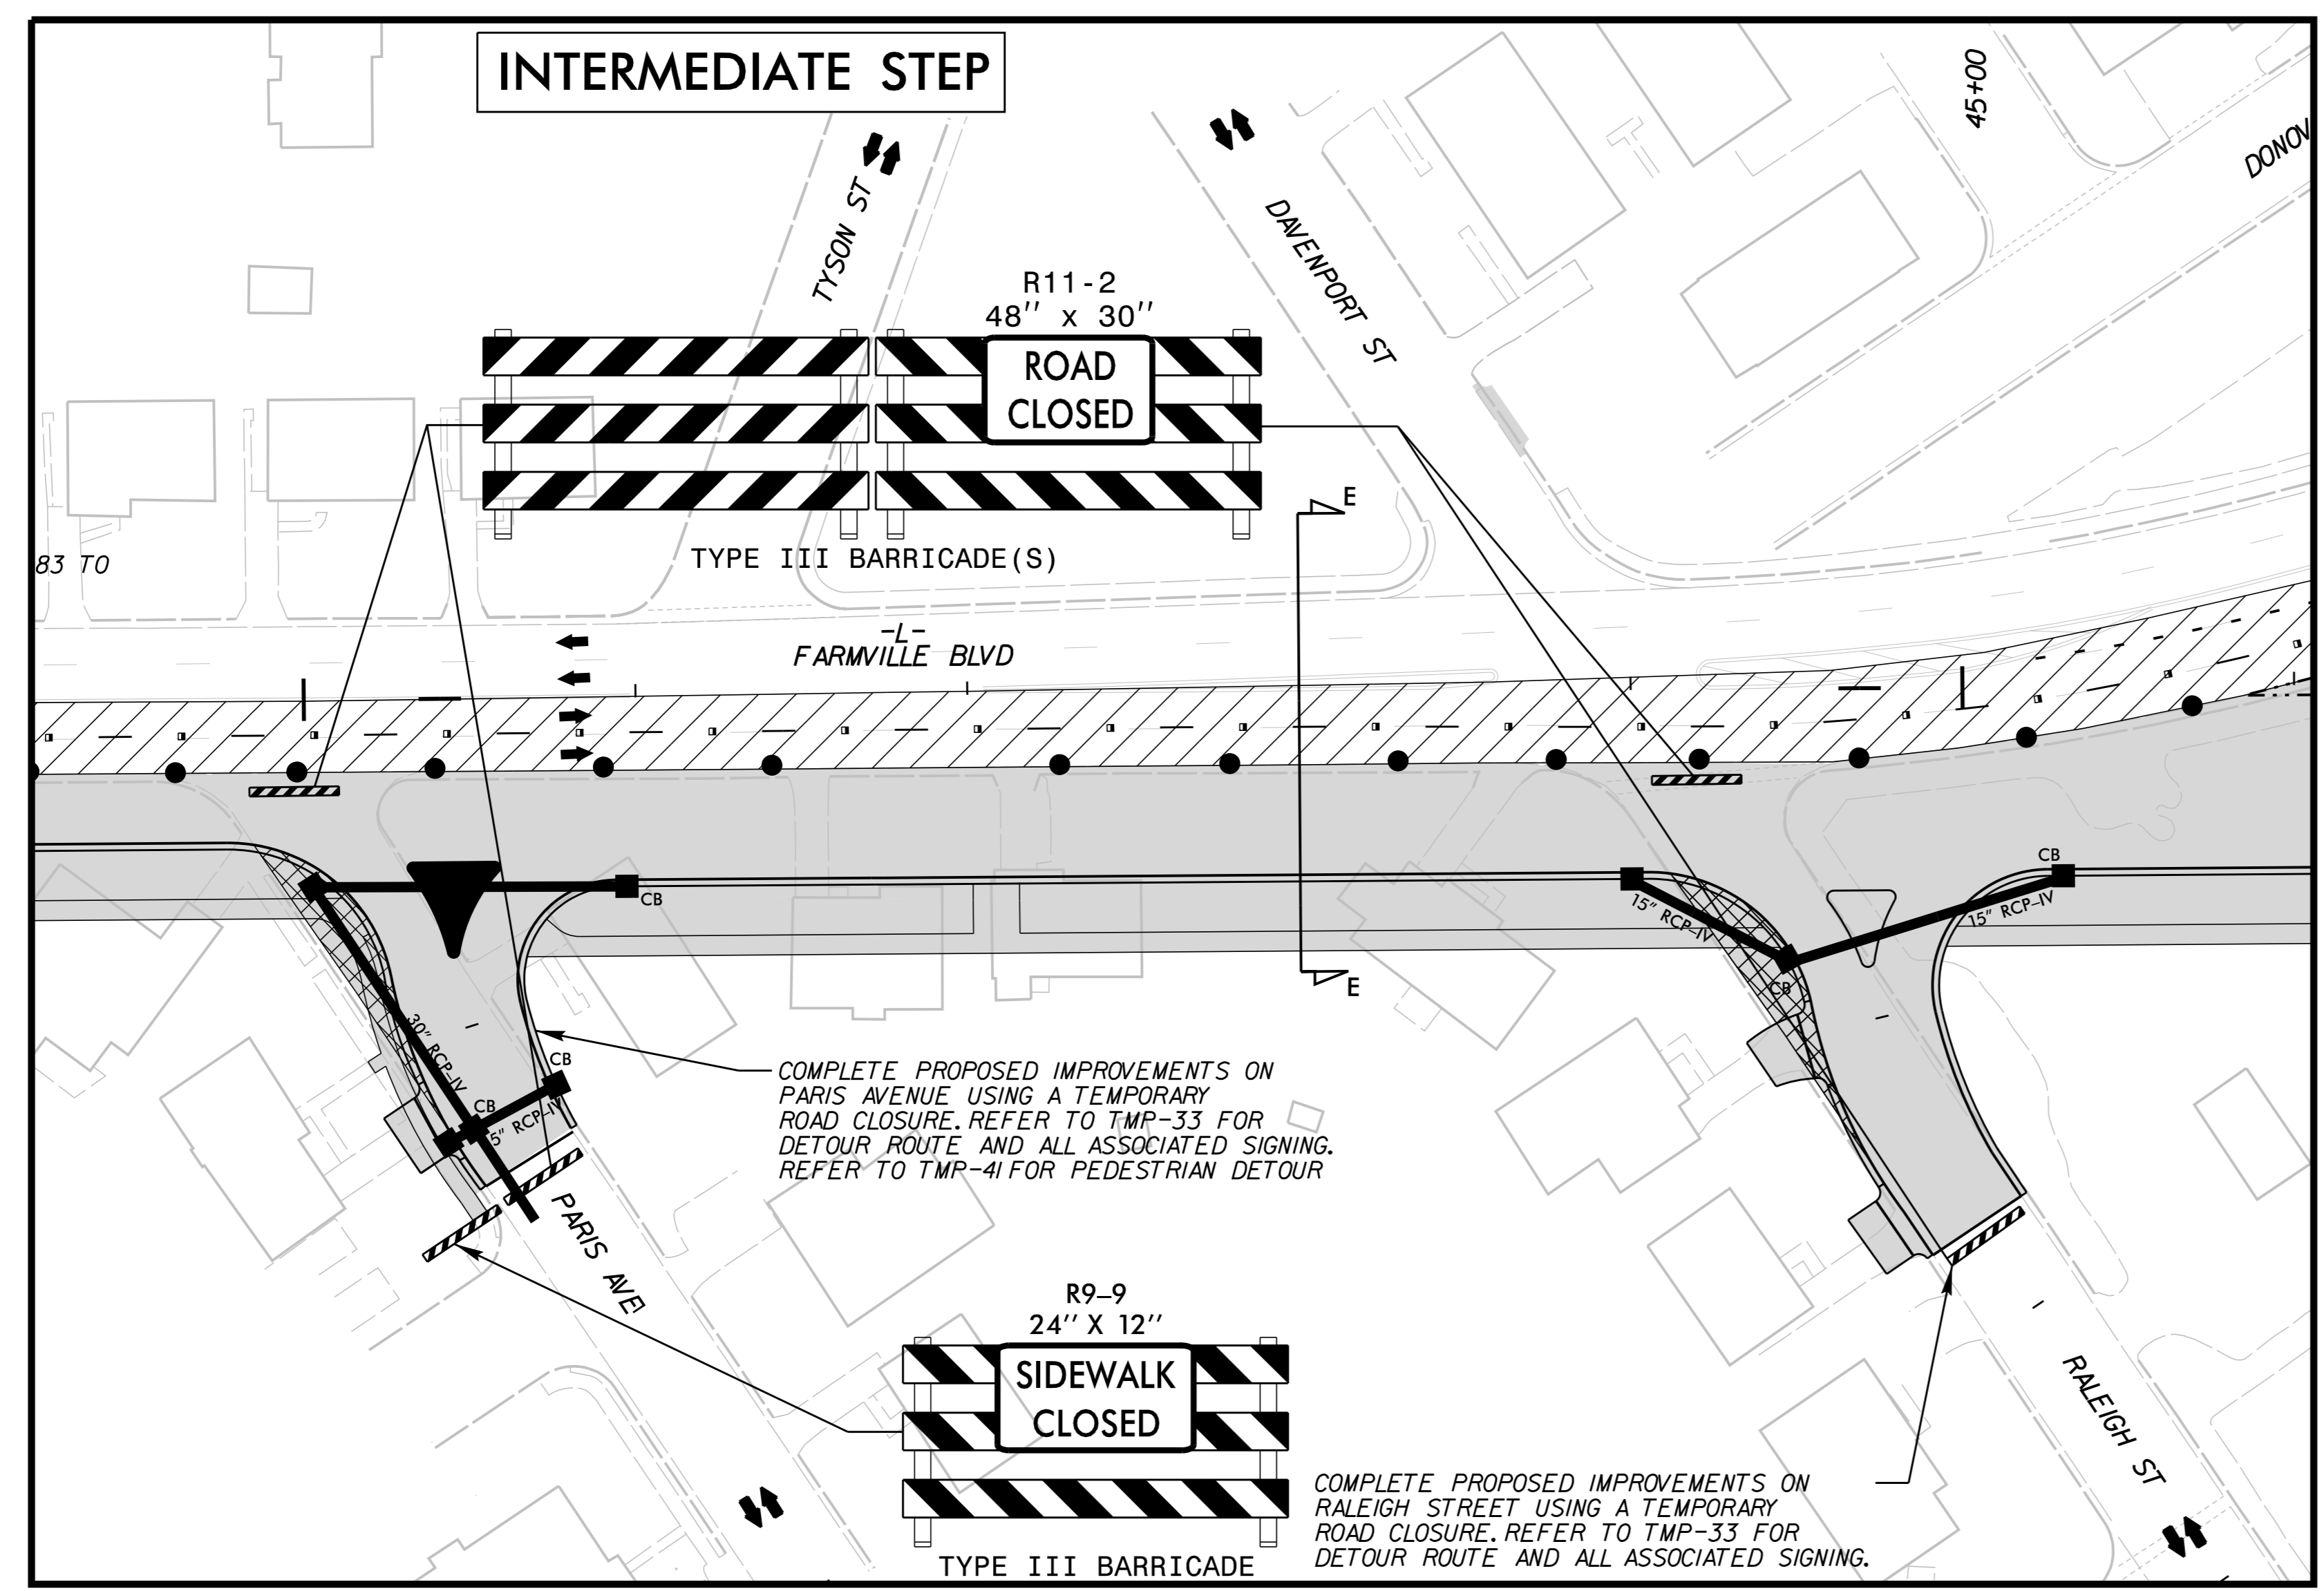 INTERMEDIATE STEP
45+00
TYSON ST
DAVENPORT ST
R11-2
48'' x 30''
ROAD
CLOSED
TYPE III BARRICADE(S)
E
83 TO
-L-
FARMVILLE BLVD
CB
CB
15" RCP-IV
15" RCP-IV
CB
E
30" RCP-IV
CB
CB
5" RCP-IV
COMPLETE PROPOSED IMPROVEMENTS ON
PARIS AVENUE USING A TEMPORARY
ROAD CLOSURE. REFER TO TMP-33 FOR
DETOUR ROUTE AND ALL ASSOCIATED SIGNING.
REFER TO TMP-41 FOR PEDESTRIAN DETOUR
PARIS AVE
R9-9
24'' X 12''
SIDEWALK
CLOSED
TYPE III BARRICADE
RALEIGH ST
COMPLETE PROPOSED IMPROVEMENTS ON
RALEIGH STREET USING A TEMPORARY
ROAD CLOSURE. REFER TO TMP-33 FOR
DETOUR ROUTE AND ALL ASSOCIATED SIGNING.